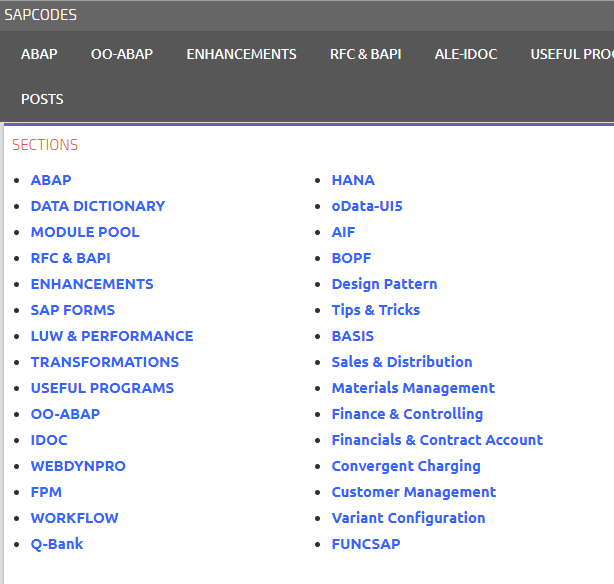 SAPCODES
ABAP OO-ABAP ENHANCEMENTS RFC & BAPI ALE-IDOC USEFUL
POSTS
SECTIONS
ABAP
DATA DICTIONARY
MODULE POOL
RFC & BAPI
ENHANCEMENTS
SAP FORMS
LUW & PERFORMANCE
TRANSFORMATIONS
USEFUL PROGRAMS
OO-ABAP
IDOC
WEBDYNPRO
FPM
WORKFLOW
Q-Bank
HANA
oData-UI5
AIF
BOPF
Design Pattern
Tips & Tricks
BASIS
Sales & Distribution
Materials Management
Finance & Controlling
Financials & Contract Account
Convergent Charging
Customer Management
Variant Configuration
FUNCSAP